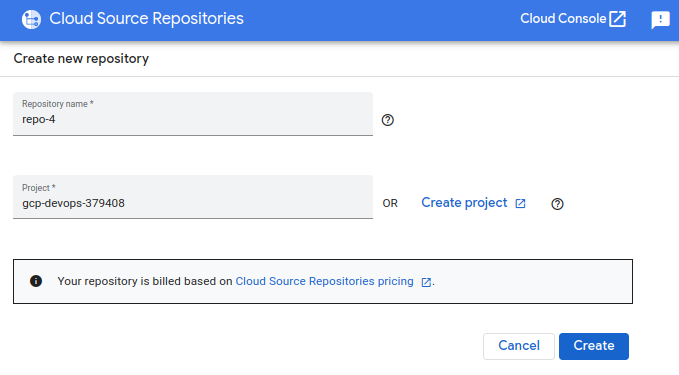 Cloud Source Repositories
Cloud Console
Create new repository
Repository name *
repo-4
Project *
gcp-devops-379408
OR
Create project
Your repository is billed based on Cloud Source Repositories pricing .
Cancel
Create